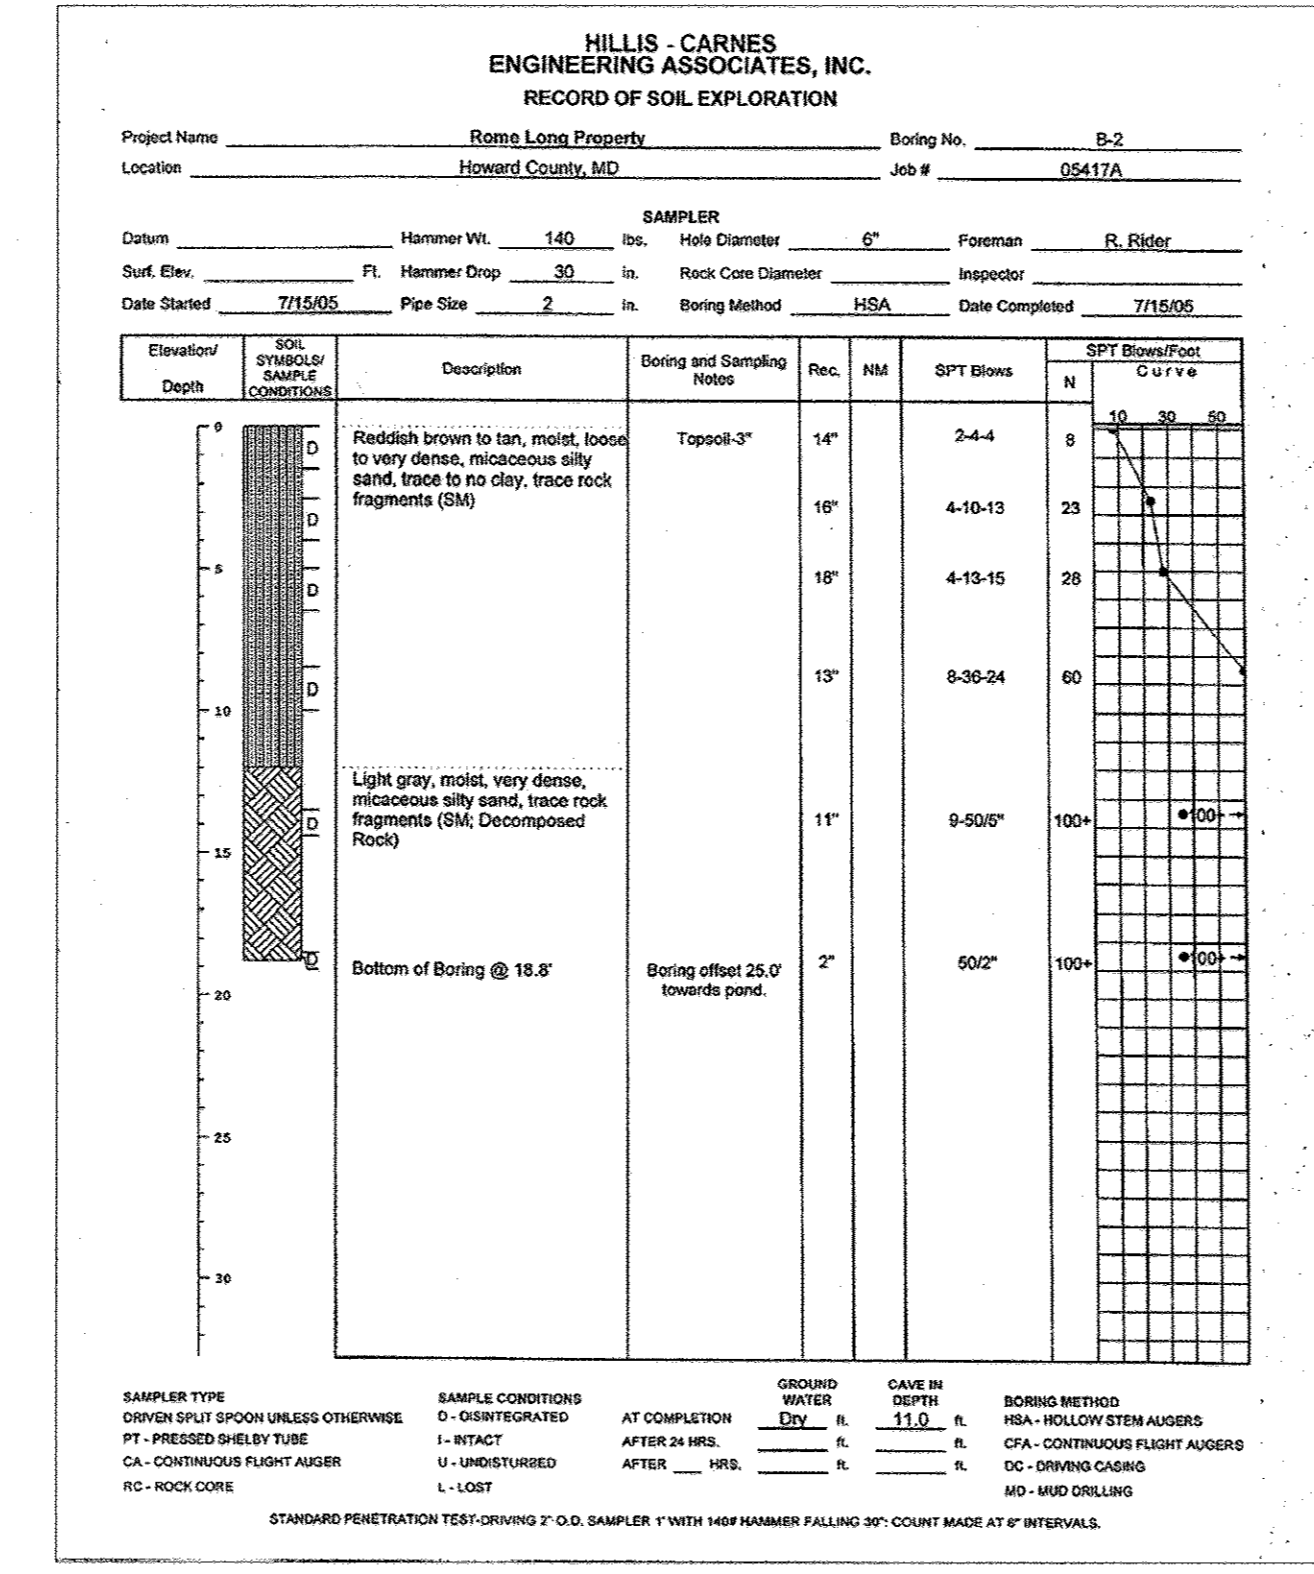 HILLIS - CARNES
ENGINEERING ASSOCIATES, INC.
RECORD OF SOIL EXPLORATION
Project Name Rome Long Property Boring No. B-2
Location Howard County, MD Job # 05417A
SAMPLER
Datum Hammer Wt. 140 lbs. Hole Diameter 6" Foreman R. Rider
Surf. Elev. Ft. Hammer Drop 30 in. Rock Core Diameter Inspector
Date Started 7/15/05 Pipe Size 2 in. Boring Method HSA Date Completed 7/15/05
Elevation/
Depth
SOIL
SYMBOLS/
SAMPLE
CONDITIONS
Description
Boring and Sampling
Notes
Rec.
NM
SPT Blows
SPT Blows/Foot
N
Curve
10 30 50
0
D
Reddish brown to tan, moist, loose
to very dense, micaceous silty
sand, trace to no clay, trace rock
fragments (SM)
Topsoil-3"
14" 2-4-4 8
D
16" 4-10-13 23
5
D
18" 4-13-15 28
D
13" 8-36-24 60
10
Light gray, moist, very dense,
micaceous silty sand, trace rock
fragments (SM; Decomposed
Rock)
D
11" 9-50/5" 100+ 100+
15
D
Bottom of Boring @ 18.8'
Boring offset 25.0'
towards pond.
2" 50/2" 100+ 100+
20
25
30
SAMPLER TYPE
DRIVEN SPLIT SPOON UNLESS OTHERWISE
PT - PRESSED SHELBY TUBE
CA - CONTINUOUS FLIGHT AUGER
RC - ROCK CORE
SAMPLE CONDITIONS
D - DISINTEGRATED
I - INTACT
U - UNDISTURBED
L - LOST
GROUND
WATER
CAVE IN
DEPTH
AT COMPLETION Dry ft. 11.0 ft.
AFTER 24 HRS. ft. ft.
AFTER HRS. ft. ft.
BORING METHOD
HSA - HOLLOW STEM AUGERS
CFA - CONTINUOUS FLIGHT AUGERS
DC - DRIVING CASING
MD - MUD DRILLING
STANDARD PENETRATION TEST-DRIVING 2" O.D. SAMPLER 1' WITH 140# HAMMER FALLING 30": COUNT MADE AT 6" INTERVALS.